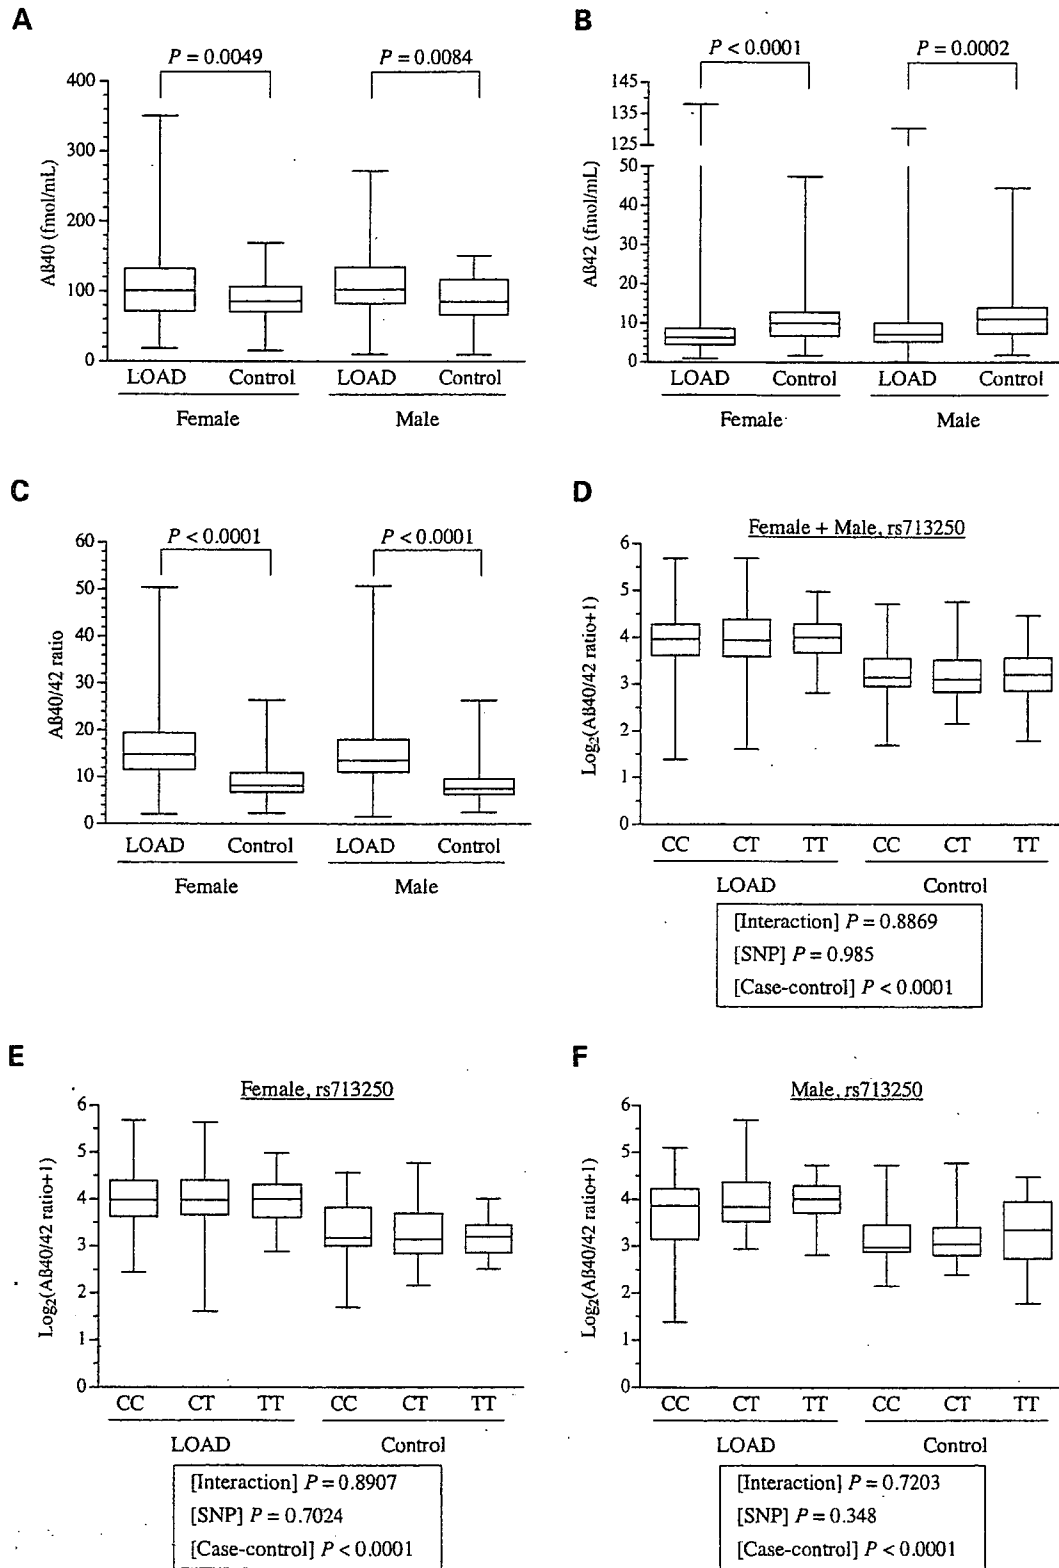 A
P = 0.0049
P = 0.0084
400
300
200
100
0
Aß40 (fmol/mL)
LOAD Control LOAD Control
Female Male
B
P < 0.0001
P = 0.0002
145
135
125
50
40
30
20
10
0
Aß42 (fmol/mL)
LOAD Control LOAD Control
Female Male
C
P < 0.0001
P < 0.0001
60
50
40
30
20
10
0
Aß40/42 ratio
LOAD Control LOAD Control
Female Male
D
Female + Male, rs713250
6
5
4
3
2
1
0
Log2(Aß40/42 ratio+1)
CC CT TT CC CT TT
LOAD Control
[Interaction] P = 0.8869
[SNP] P = 0.985
[Case-control] P < 0.0001
E
Female, rs713250
6
5
4
3
2
1
0
Log2(Aß40/42 ratio+1)
CC CT TT CC CT TT
LOAD Control
[Interaction] P = 0.8907
[SNP] P = 0.7024
[Case-control] P < 0.0001
F
Male, rs713250
6
5
4
3
2
1
0
Log2(Aß40/42 ratio+1)
CC CT TT CC CT TT
LOAD Control
[Interaction] P = 0.7203
[SNP] P = 0.348
[Case-control] P < 0.0001